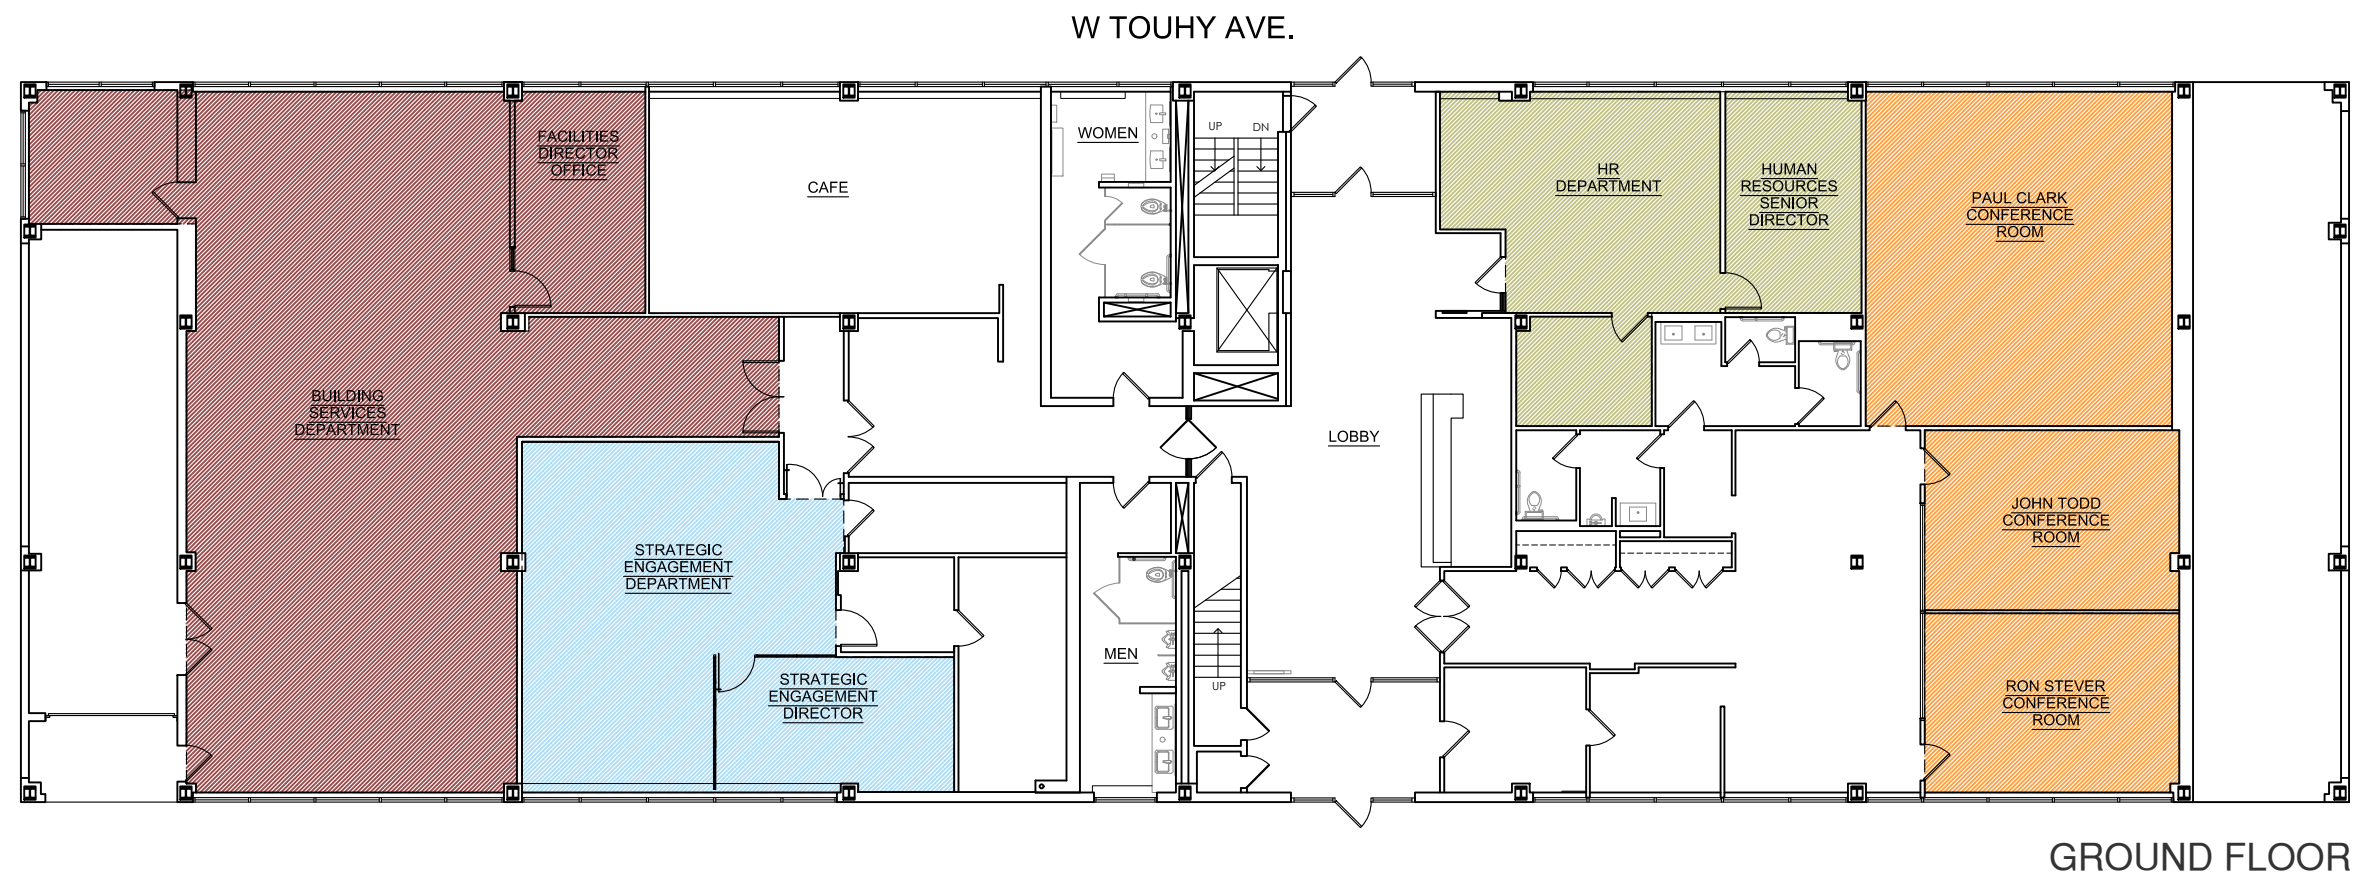 W TOUHY AVE.
FACILITIES
DIRECTOR
OFFICE
CAFE
WOMEN
UP
DN
HR
DEPARTMENT
HUMAN
RESOURCES
SENIOR
DIRECTOR
PAUL CLARK
CONFERENCE
ROOM
BUILDING
SERVICES
DEPARTMENT
LOBBY
STRATEGIC
ENGAGEMENT
DEPARTMENT
JOHN TODD
CONFERENCE
ROOM
MEN
UP
STRATEGIC
ENGAGEMENT
DIRECTOR
RON STEVER
CONFERENCE
ROOM
GROUND FLOOR